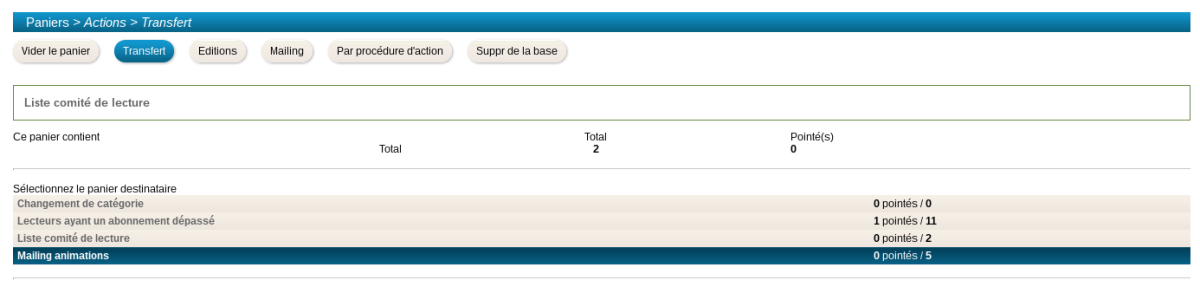 Paniers > Actions > Transfert
Vider le panier Transfert Editions Mailing Par procédure d'action Suppr de la base
Liste comité de lecture
Ce panier contient Total Pointé(s)
Total 2 0
Sélectionnez le panier destinataire
Changement de catégorie 0 pointés / 0
Lecteurs ayant un abonnement dépassé 1 pointés / 11
Liste comité de lecture 0 pointés / 2
Mailing animations 0 pointés / 5